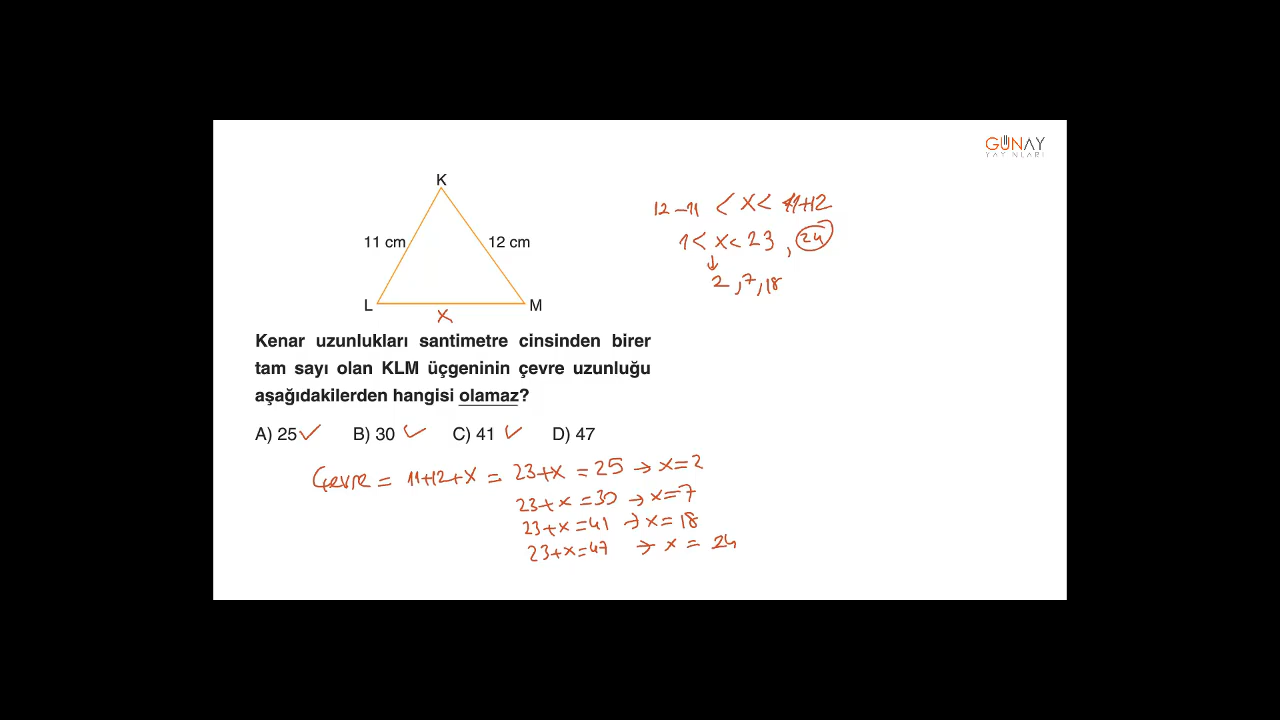 GÜNAY
YAYINLARI
K
11 cm
12 cm
L
M
x
12-11 < x < 11+12
1 < x < 23 , 24
↓
2, 7, 18
Kenar uzunlukları santimetre cinsinden birer
tam sayı olan KLM üçgeninin çevre uzunluğu
aşağıdakilerden hangisi olamaz?
A) 25 ✓ B) 30 ✓ C) 41 ✓ D) 47
Çevre = 11+12+x = 23+x = 25 → x=2
23+x=30 → x=7
23+x=41 → x=18
23+x=47 → x = 24